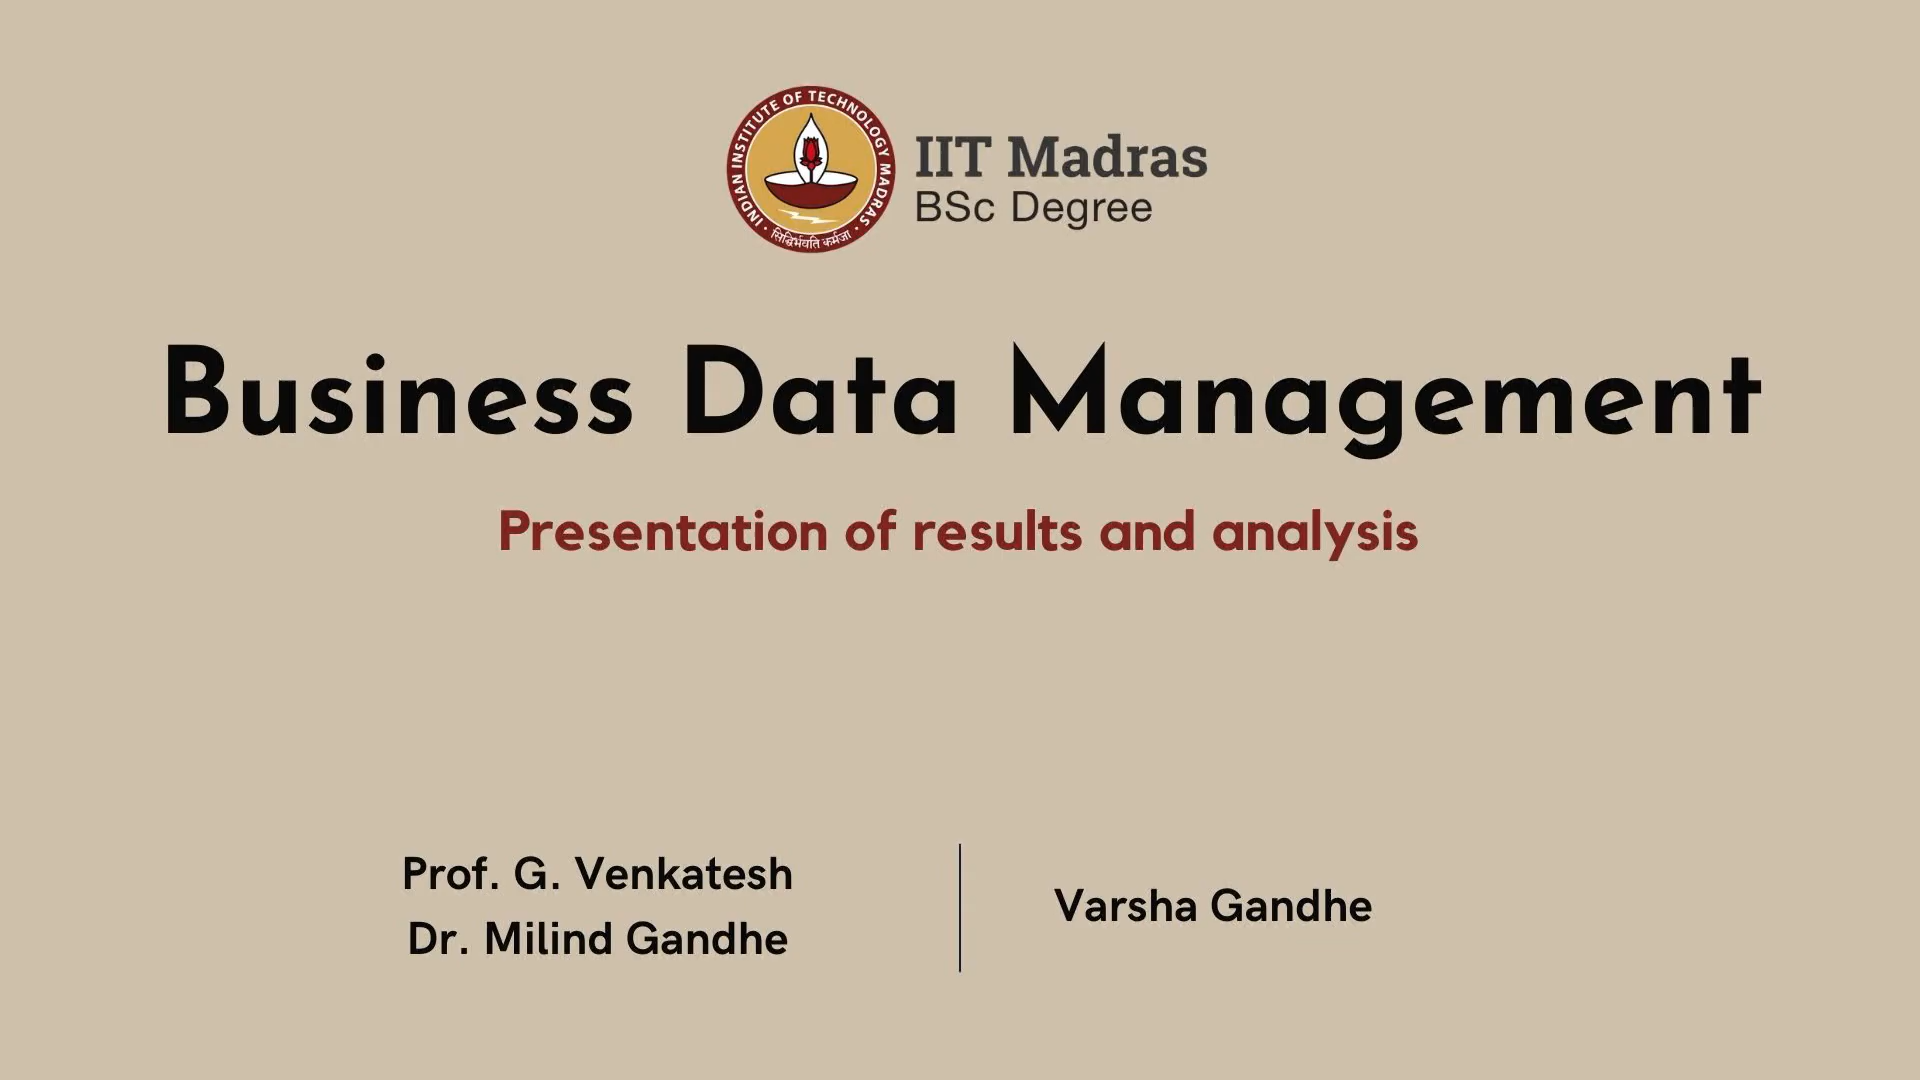 INDIAN INSTITUTE OF TECHNOLOGY MADRAS
सिद्धिर्भवति कर्मजा
IIT Madras
BSc Degree
Business Data Management
Presentation of results and analysis
Prof. G. Venkatesh
Dr. Milind Gandhe
Varsha Gandhe